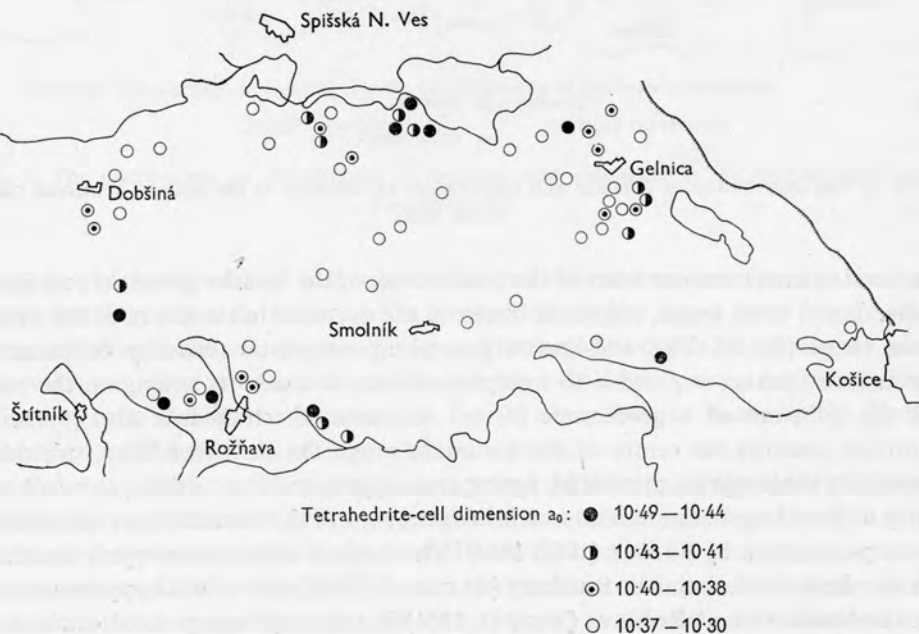 Spišská N. Ves
Gelnica
Dobšiná
Smolník
Košice
Štítník
Rožňava
Tetrahedrite-cell dimension a₀: 10·49—10·44
10·43—10·41
10·40—10·38
10·37—10·30